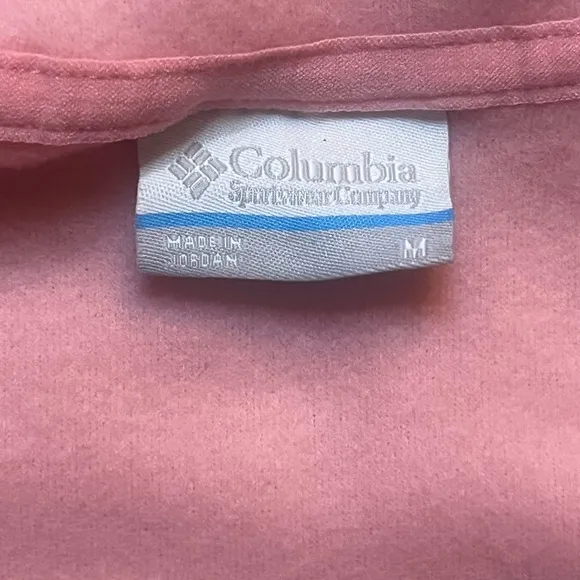 Columbia
Sportswear Company
MADE IN
JORDAN
M